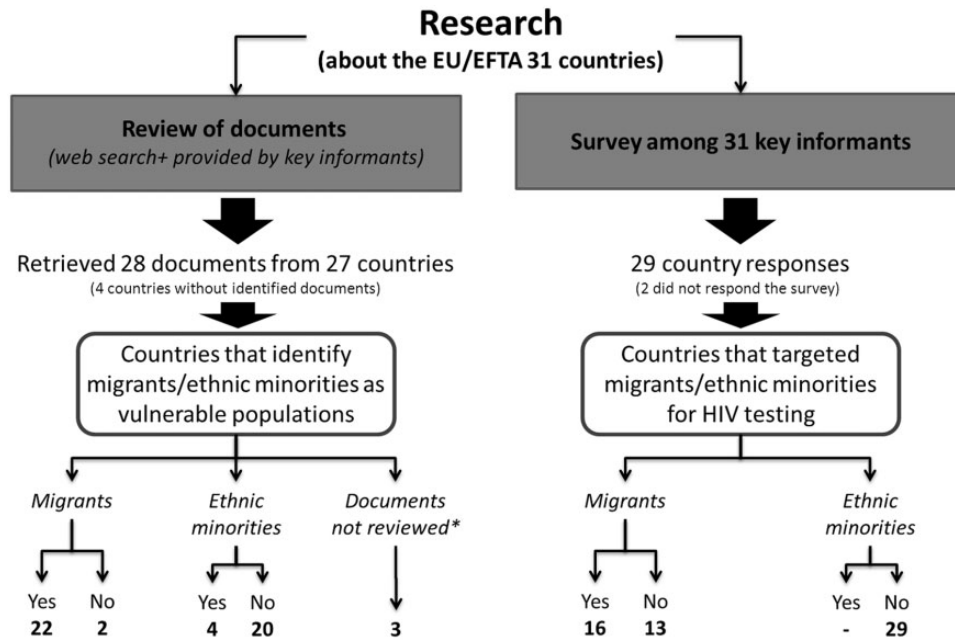 Research
(about the EU/EFTA 31 countries)
Review of documents
(web search+ provided by key informants)
Retrieved 28 documents from 27 countries
(4 countries without identified documents)
Countries that identify
migrants/ethnic minorities as
vulnerable populations
Migrants
Yes No
22 2
Ethnic
minorities
Yes No
4 20
Documents
not reviewed*
3
Survey among 31 key informants
29 country responses
(2 did not respond the survey)
Countries that targeted
migrants/ethnic minorities
for HIV testing
Migrants
Yes No
16 13
Ethnic
minorities
Yes No
- 29